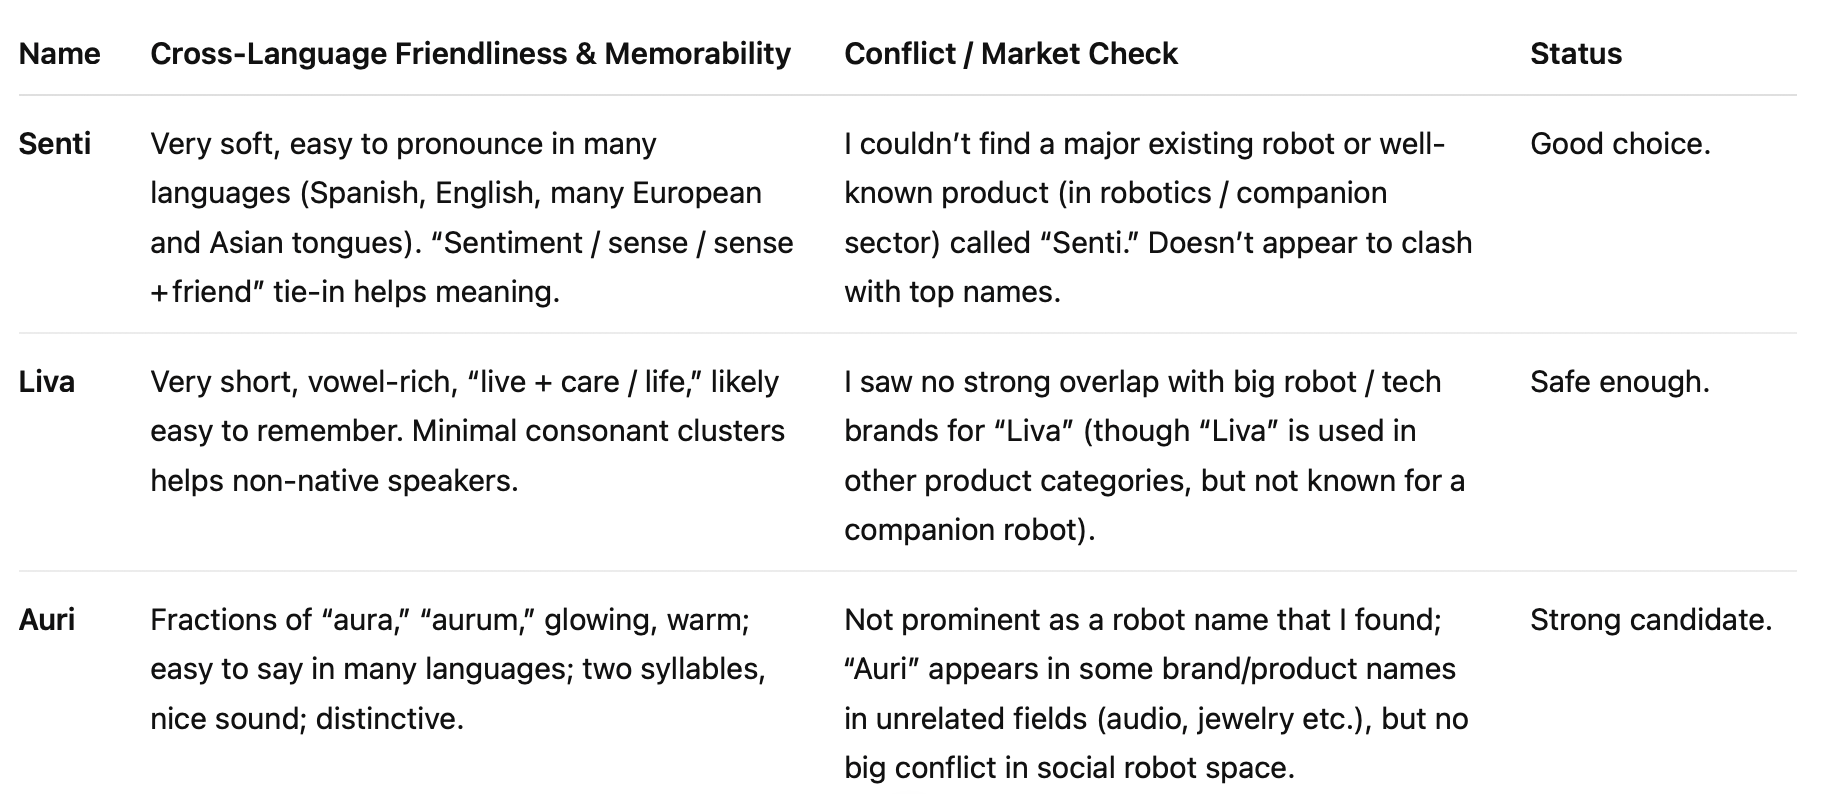 Name Cross-Language Friendliness & Memorability Conflict / Market Check Status
Senti
Very soft, easy to pronounce in many
languages (Spanish, English, many European
and Asian tongues). “Sentiment / sense / sense
+friend” tie-in helps meaning.
I couldn’t find a major existing robot or well-
known product (in robotics / companion
sector) called “Senti.” Doesn’t appear to clash
with top names.
Good choice.
Liva
Very short, vowel-rich, “live + care / life,” likely
easy to remember. Minimal consonant clusters
helps non-native speakers.
I saw no strong overlap with big robot / tech
brands for “Liva” (though “Liva” is used in
other product categories, but not known for a
companion robot).
Safe enough.
Auri
Fractions of “aura,” “aurum,” glowing, warm;
easy to say in many languages; two syllables,
nice sound; distinctive.
Not prominent as a robot name that I found;
“Auri” appears in some brand/product names
in unrelated fields (audio, jewelry etc.), but no
big conflict in social robot space.
Strong candidate.